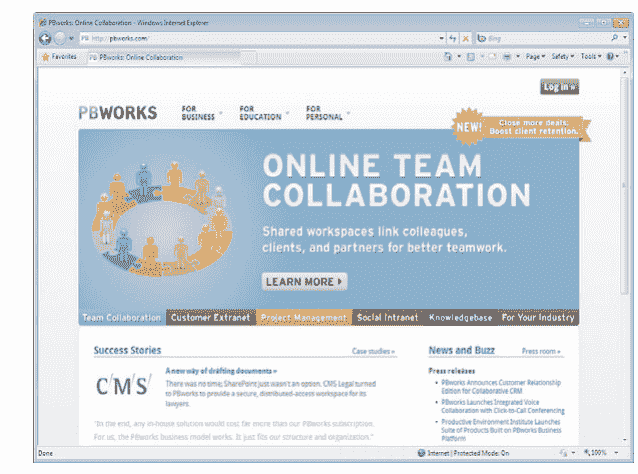 PBworks: Online Collaboration - Windows Internet Explorer
http://pbworks.com/
Bing
Favorites PB PBworks: Online Collaboration Page Safety Tools
Log in »
PBWORKS
FOR BUSINESS
FOR EDUCATION
FOR PERSONAL
NEW!
Close more deals.
Boost client retention.
ONLINE TEAM
COLLABORATION
Shared workspaces link colleagues,
clients, and partners for better teamwork.
LEARN MORE
Team Collaboration Customer Extranet Project Management Social Intranet Knowledgebase For Your Industry
Success Stories Case studies »
C/M/S/
A new way of drafting documents »
There was no time, SharePoint just wasn't an option. CMS Legal turned
to PBworks to provide a secure, distributed-access workspace for its
lawyers.
"In the end, any in-house solution would cost far more than our PBworks subscription.
For us, the PBworks business model works. It just fits our structure and organization."
News and Buzz Press room »
Press releases
PBworks Announces Customer Relationship
Edition for Collaborative CRM
PBworks Launches Integrated Voice
Collaboration with Click-to-Call Conferencing
Productive Environment Institute Launches
Suite of Products Built on PBworks Business
Platform
Done Internet | Protected Mode: On 100%